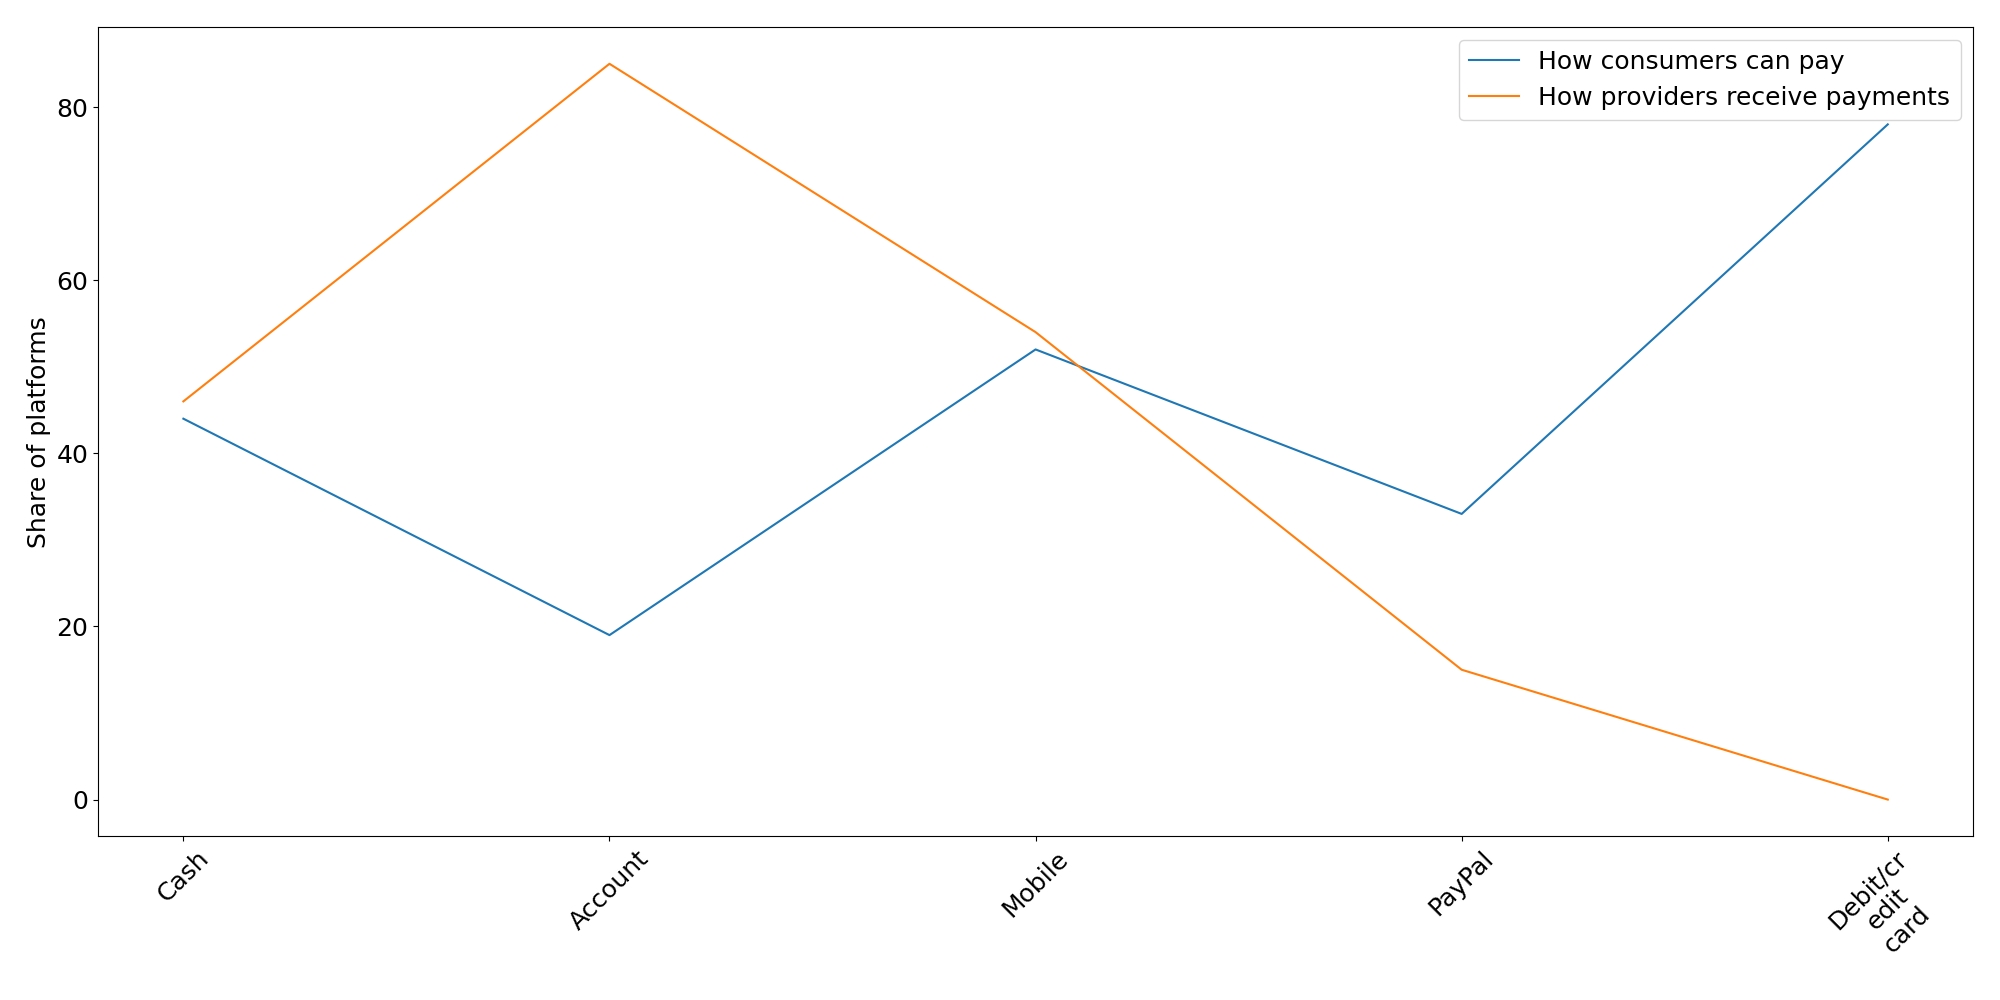 How consumers can pay
How providers receive payments
80
60
40
20
0
Share of platforms
Cash
Account
Mobile
PayPal
Debit/cr
edit
card